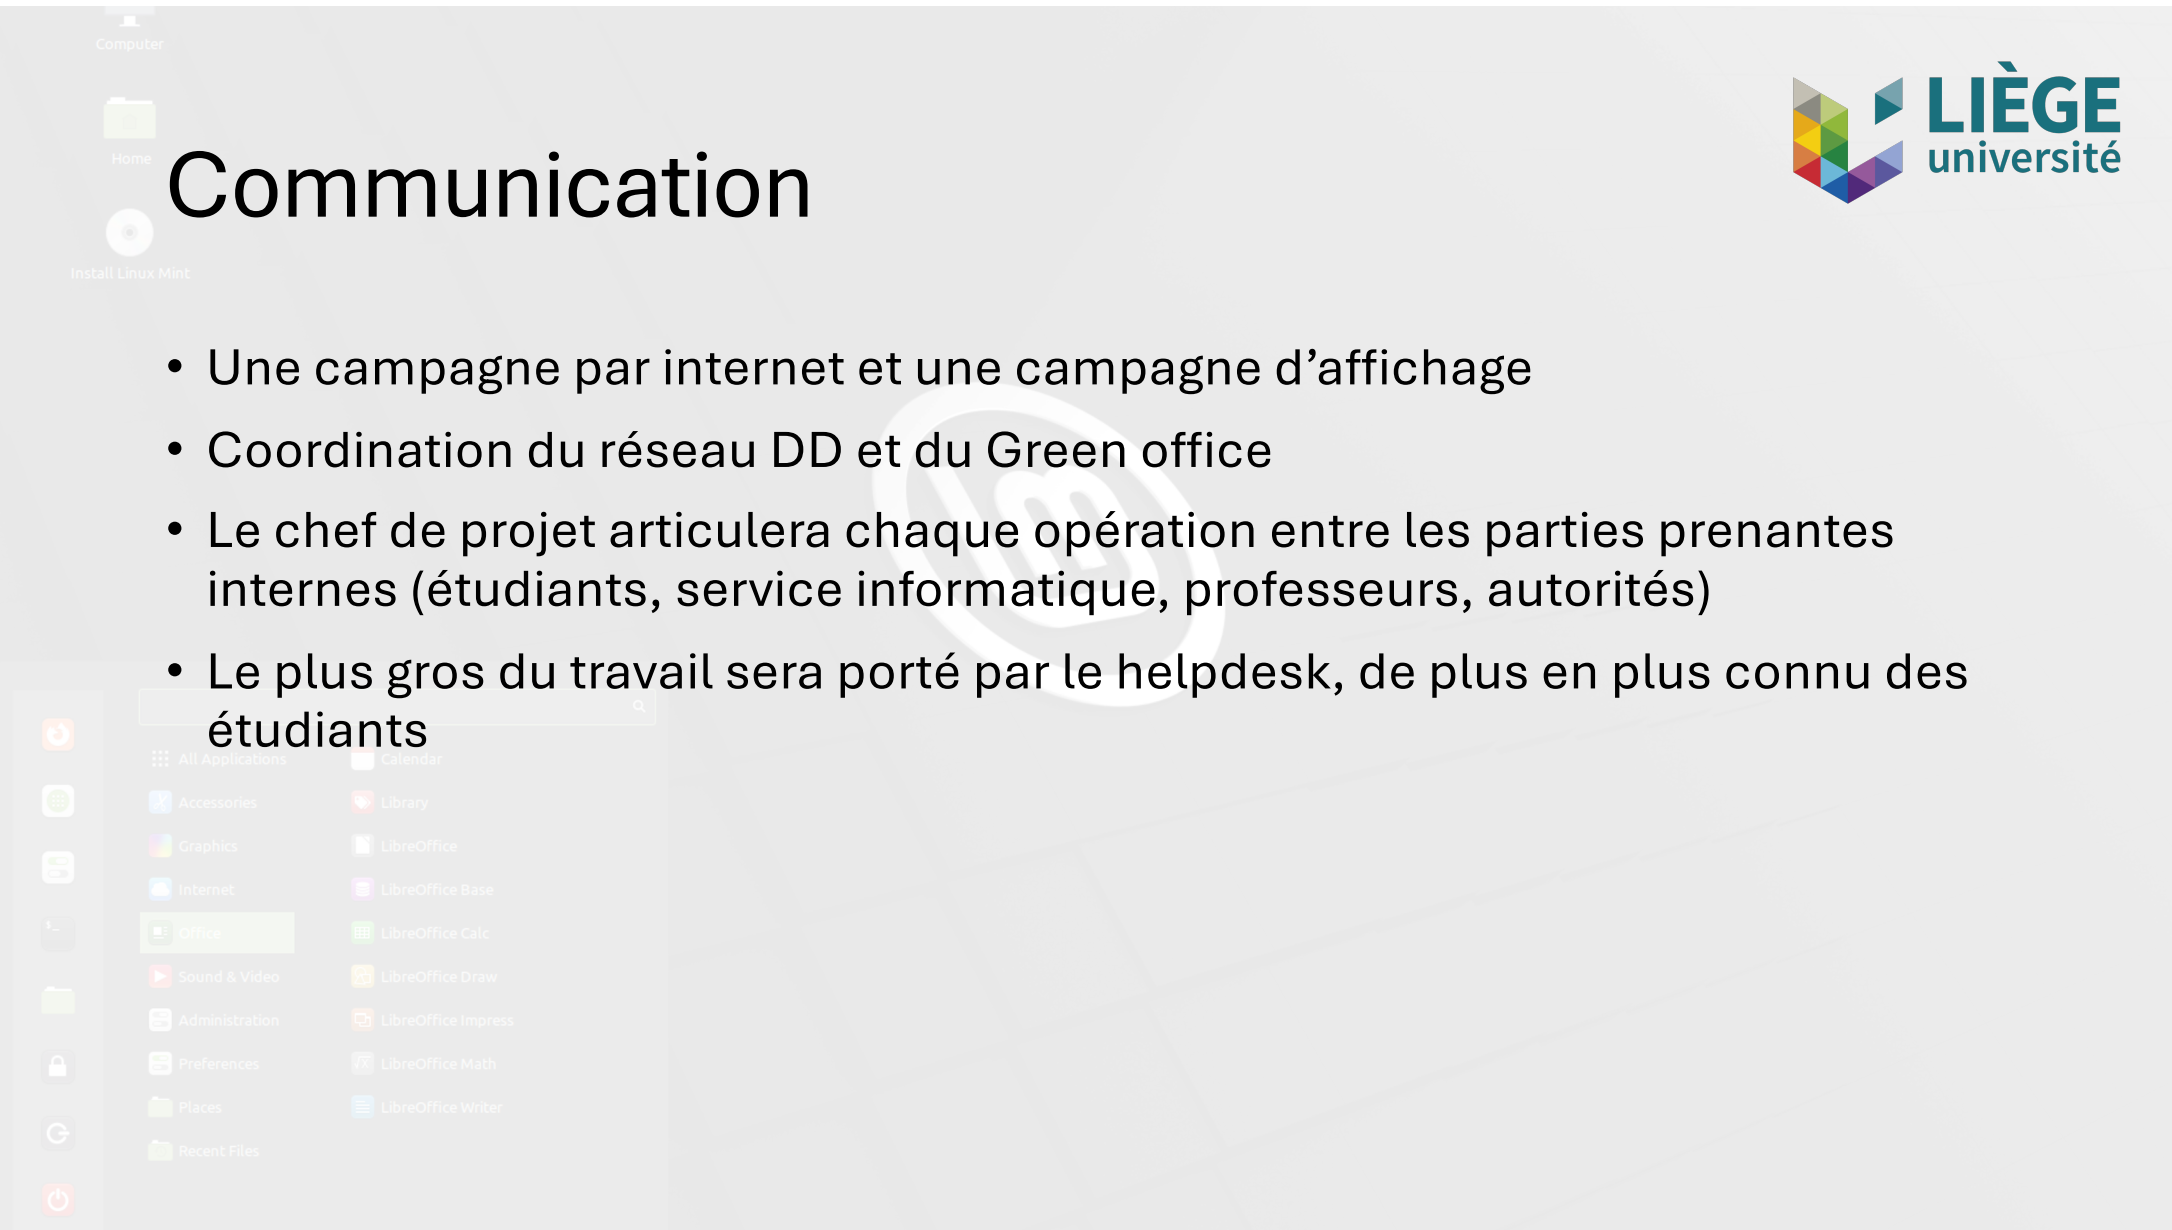 Computer
Home
Install Linux Mint
LIÈGE
université
Communication
• Une campagne par internet et une campagne d’affichage
• Coordination du réseau DD et du Green office
• Le chef de projet articulera chaque opération entre les parties prenantes
internes (étudiants, service informatique, professeurs, autorités)
• Le plus gros du travail sera porté par le helpdesk, de plus en plus connu des
étudiants
All Applications
Accessories
Graphics
Internet
Office
Sound & Video
Administration
Preferences
Places
Recent Files
Calendar
Library
LibreOffice
LibreOffice Base
LibreOffice Calc
LibreOffice Draw
LibreOffice Impress
LibreOffice Math
LibreOffice Writer